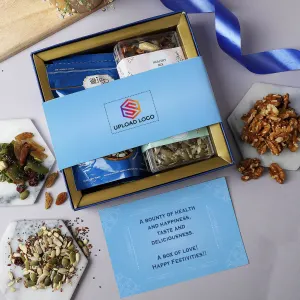 UPLOAD LOGO
A BOUNTY OF HEALTH
AND HAPPINESS,
TASTE AND
DELICIOUSNESS.
A BOX OF LOVE!
HAPPY FESTIVITIES!!